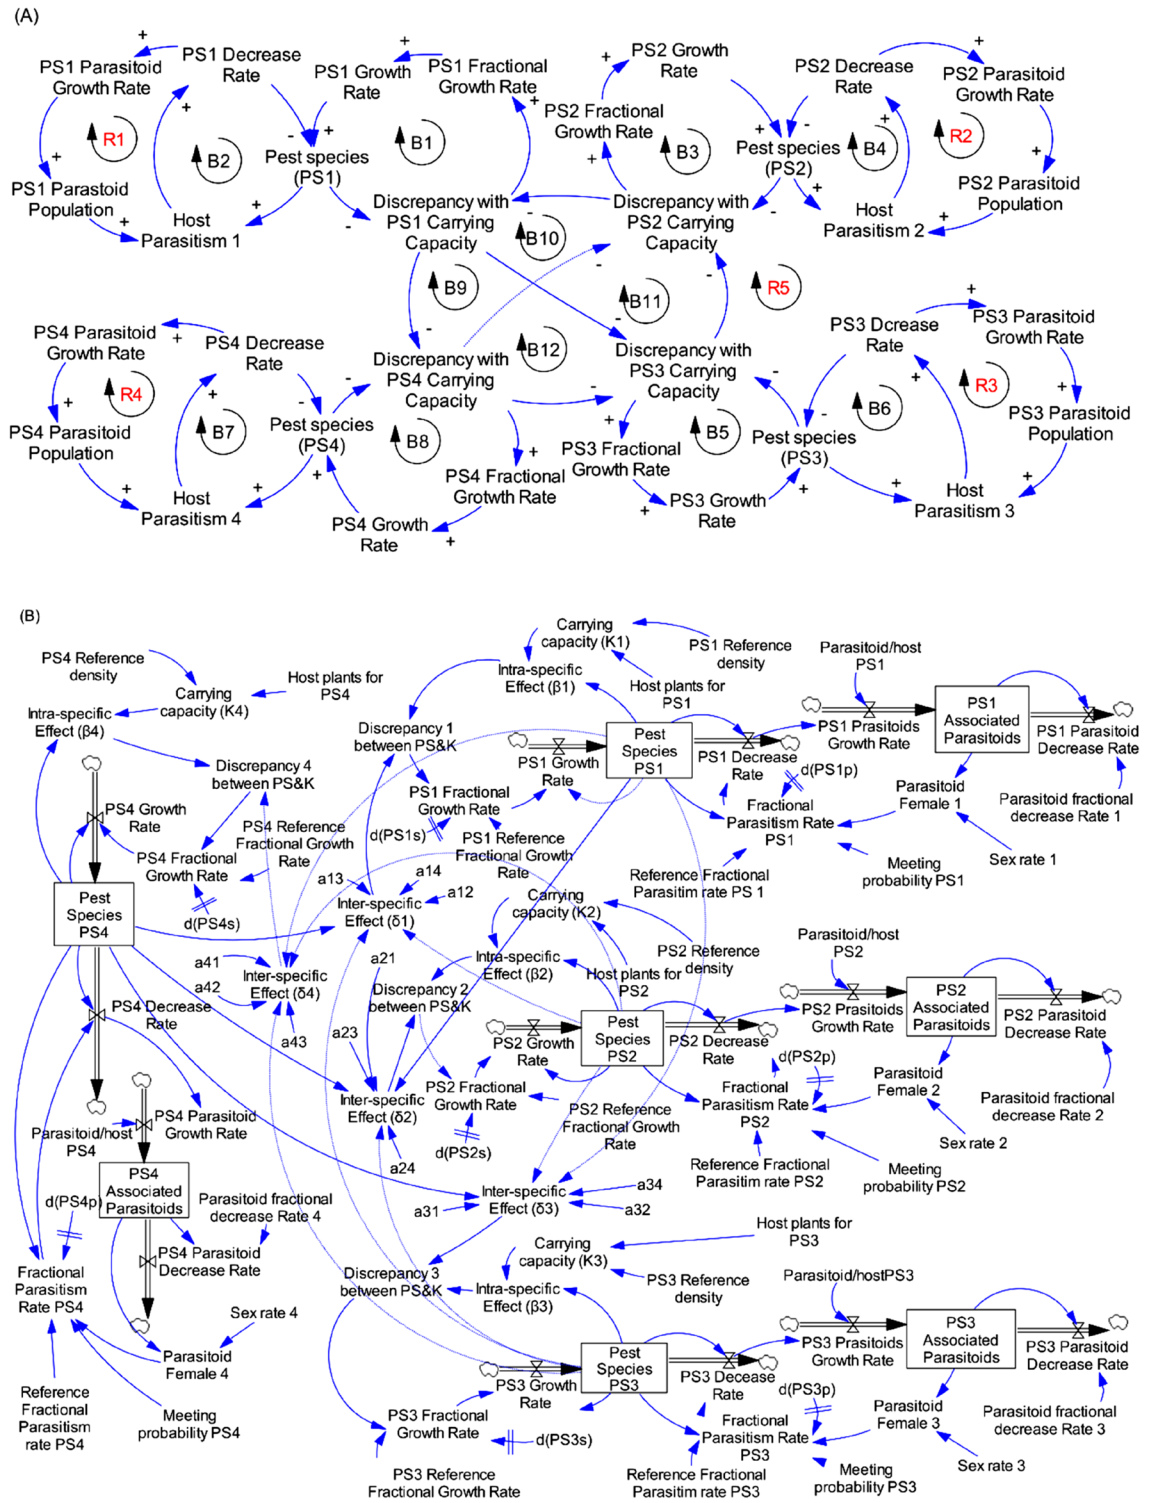 (A)
PS1 Parasitoid
Growth Rate
PS1 Decrease
Rate
PS1 Growth
Rate
PS1 Fractional
Growth Rate
PS2 Growth
Rate
PS2 Fractional
Growth Rate
PS2 Decrease
Rate
PS2 Parasitoid
Growth Rate
R1
B2
B1
B3
B4
R2
Pest species
(PS1)
Pest species
(PS2)
PS1 Parastoid
Population
Host
Parasitism 1
Discrepancy with
PS1 Carrying
Capacity
Discrepancy with
PS2 Carrying
Capacity
Host
Parasitism 2
PS2 Parasitoid
Population
B10
B9
B11
R5
B12
PS4 Parasitoid
Growth Rate
PS4 Decrease
Rate
Discrepancy with
PS4 Carrying
Capacity
Discrepancy with
PS3 Carrying
Capacity
PS3 Dcrease
Rate
PS3 Parasitoid
Growth Rate
R4
B7
B8
B5
B6
R3
PS4 Parasitoid
Population
Pest species
(PS4)
Pest species
(PS3)
PS3 Parasitoid
Population
Host
Parasitism 4
PS4 Fractional
Grotwth Rate
PS4 Growth
Rate
PS3 Fractional
Growth Rate
PS3 Growth
Rate
Host
Parasitism 3
(B)
PS4 Reference
density
Carrying
capacity (K4)
Host plants for
PS4
Intra-specific
Effect (β4)
Discrepancy 4
between PS&K
PS4 Growth
Rate
PS4 Fractional
Growth Rate
PS4 Reference
Fractional Growth
Rate
d(PS4s)
Pest
Species
PS4
Carrying
capacity (K1)
PS1 Reference
density
Intra-specific
Effect (β1)
Host plants for
PS1
Discrepancy 1
between PS&K
PS1 Growth
Rate
Pest
Species
PS1
PS1 Decrease
Rate
PS1 Fractional
Growth Rate
d(PS1s)
PS1 Reference
Fractional Growth
Rate
Parasitoid/host
PS1
PS1 Prasitoids
Growth Rate
PS1
Associated
Parasitoids
PS1 Parasitoid
Decrease Rate
d(PS1p)
Fractional
Parasitism Rate
PS1
Parasitoid
Female 1
Parasitoid fractional
decrease Rate 1
Sex rate 1
Meeting
probability PS1
Reference Fractional
Parasitim rate PS 1
a13
a14
a12
Inter-specific
Effect (δ1)
Carrying
capacity (K2)
PS2 Reference
density
Intra-specific
Effect (β2)
Host plants for
PS2
a41
a42
a43
Inter-specific
Effect (δ4)
a21
a23
Discrepancy 2
between PS&K
PS2 Growth
Rate
Pest
Species
PS2
PS2 Decrease
Rate
Parasitoid/host
PS2
PS2 Prasitoids
Growth Rate
PS2
Associated
Parasitoids
PS2 Parasitoid
Decrease Rate
PS4 Decrease
Rate
PS2 Fractional
Growth Rate
Inter-specific
Effect (δ2)
d(PS2s)
PS2 Reference
Fractional Growth
Rate
a24
d(PS2p)
Fractional
Parasitism Rate
PS2
Parasitoid
Female 2
Parasitoid fractional
decrease Rate 2
Sex rate 2
Reference Fractional
Parasitim rate PS2
Meeting
probability PS2
PS4 Parasitoid
Growth Rate
Parasitoid/host
PS4
PS4
Associated
Parasitoids
d(PS4p)
Parasitoid fractional
decrease Rate 4
PS4 Parasitoid
Decrease Rate
Fractional
Parasitism
Rate PS4
Sex rate 4
Parasitoid
Female 4
Reference
Fractional
Parasitism
rate PS4
Meeting
probability PS4
Inter-specific
Effect (δ3)
a31
a34
a32
Carrying
capacity (K3)
Host plants for
PS3
PS3 Reference
density
Discrepancy 3
between PS&K
Intra-specific
Effect (β3)
PS3 Growth
Rate
Pest
Species
PS3
PS3 Decease
Rate
PS3 Fractional
Growth Rate
d(PS3s)
PS3 Reference
Fractional Growth Rate
Parasitoid/hostPS3
PS3 Prasitoids
Growth Rate
PS3
Associated
Parasitoids
PS3 Parasitoid
Decrease Rate
d(PS3p)
Fractional
Parasitism Rate
PS3
Parasitoid
Female 3
Parasitoid fractional
decrease Rate 3
Sex rate 3
Reference Fractional
Parasitim rate PS3
Meeting
probability PS3